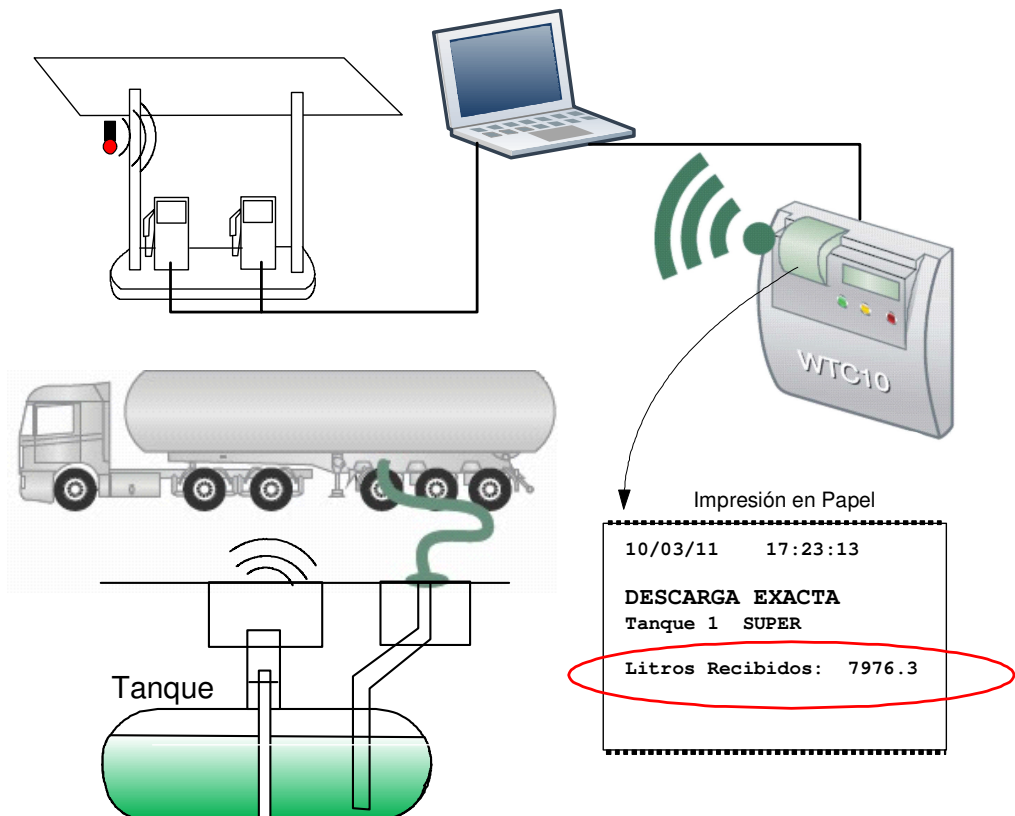 WTC10
Impresión en Papel
10/03/11 17:23:13
DESCARGA EXACTA
Tanque 1 SUPER
Litros Recibidos: 7976.3
Tanque